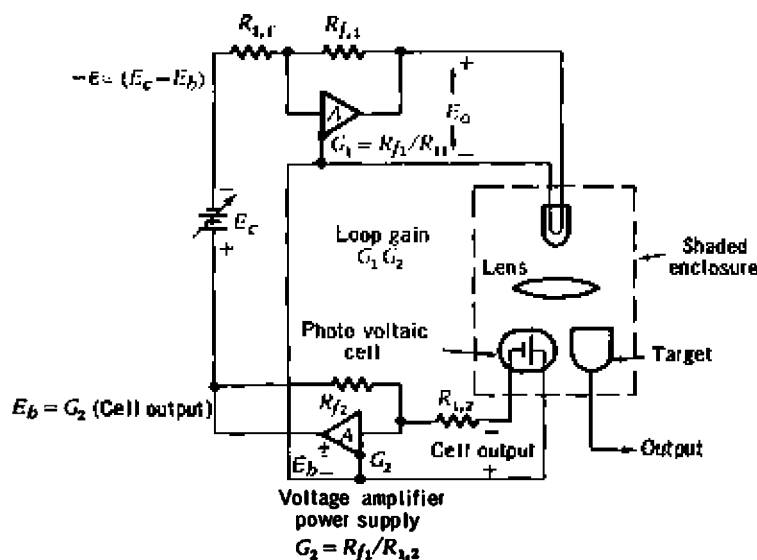 R1,1
Rf,1
−ε = (Ec − Eb)
+
A
Eo
G1 = Rf1/R11
−
−
Ec
+
Loop gain
G1 G2
Lens
Shaded
enclosure
Photo voltaic
cell
Target
Eb = G2 (Cell output)
Rf2
R1,2
−
A
+
Eb −
G2
Cell output
+
Output
Voltage amplifier
power supply
G2 = Rf1/R1,2